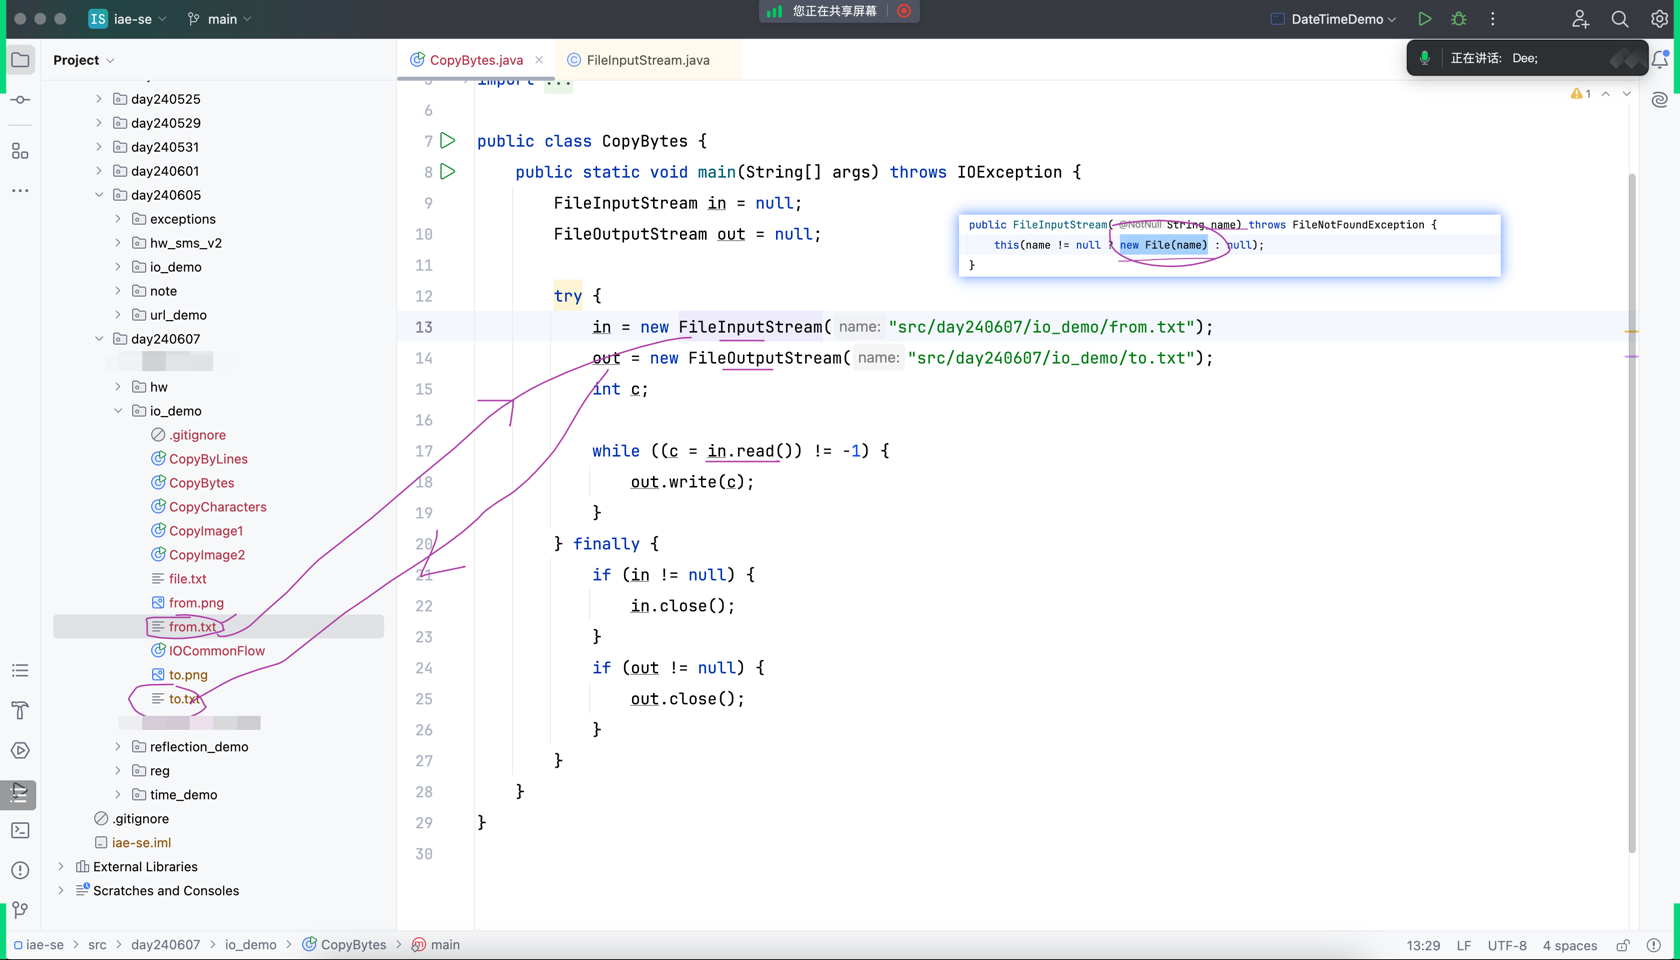 IS iae-se main
您正在共享屏幕
DateTimeDemo
正在讲话: Dee;
Project
CopyBytes.java
FileInputStream.java
day240525
day240529
day240531
day240601
day240605
exceptions
hw_sms_v2
io_demo
note
url_demo
day240607
hw
io_demo
.gitignore
CopyByLines
CopyBytes
CopyCharacters
CopyImage1
CopyImage2
file.txt
from.png
from.txt
IOCommonFlow
to.png
to.txt
reflection_demo
reg
time_demo
.gitignore
iae-se.iml
External Libraries
Scratches and Consoles
import ...
1
6
7 public class CopyBytes {
8 public static void main(String[] args) throws IOException {
9 FileInputStream in = null;
10 FileOutputStream out = null;
11
12 try {
13 in = new FileInputStream( name: "src/day240607/io_demo/from.txt");
14 out = new FileOutputStream( name: "src/day240607/io_demo/to.txt");
15 int c;
16
17 while ((c = in.read()) != -1) {
18 out.write(c);
19 }
20 } finally {
21 if (in != null) {
22 in.close();
23 }
24 if (out != null) {
25 out.close();
26 }
27 }
28 }
29 }
30
public FileInputStream( @NotNull String name) throws FileNotFoundException {
this(name != null ? new File(name) : null);
}
iae-se > src > day240607 > io_demo > CopyBytes > main
13:29 LF UTF-8 4 spaces